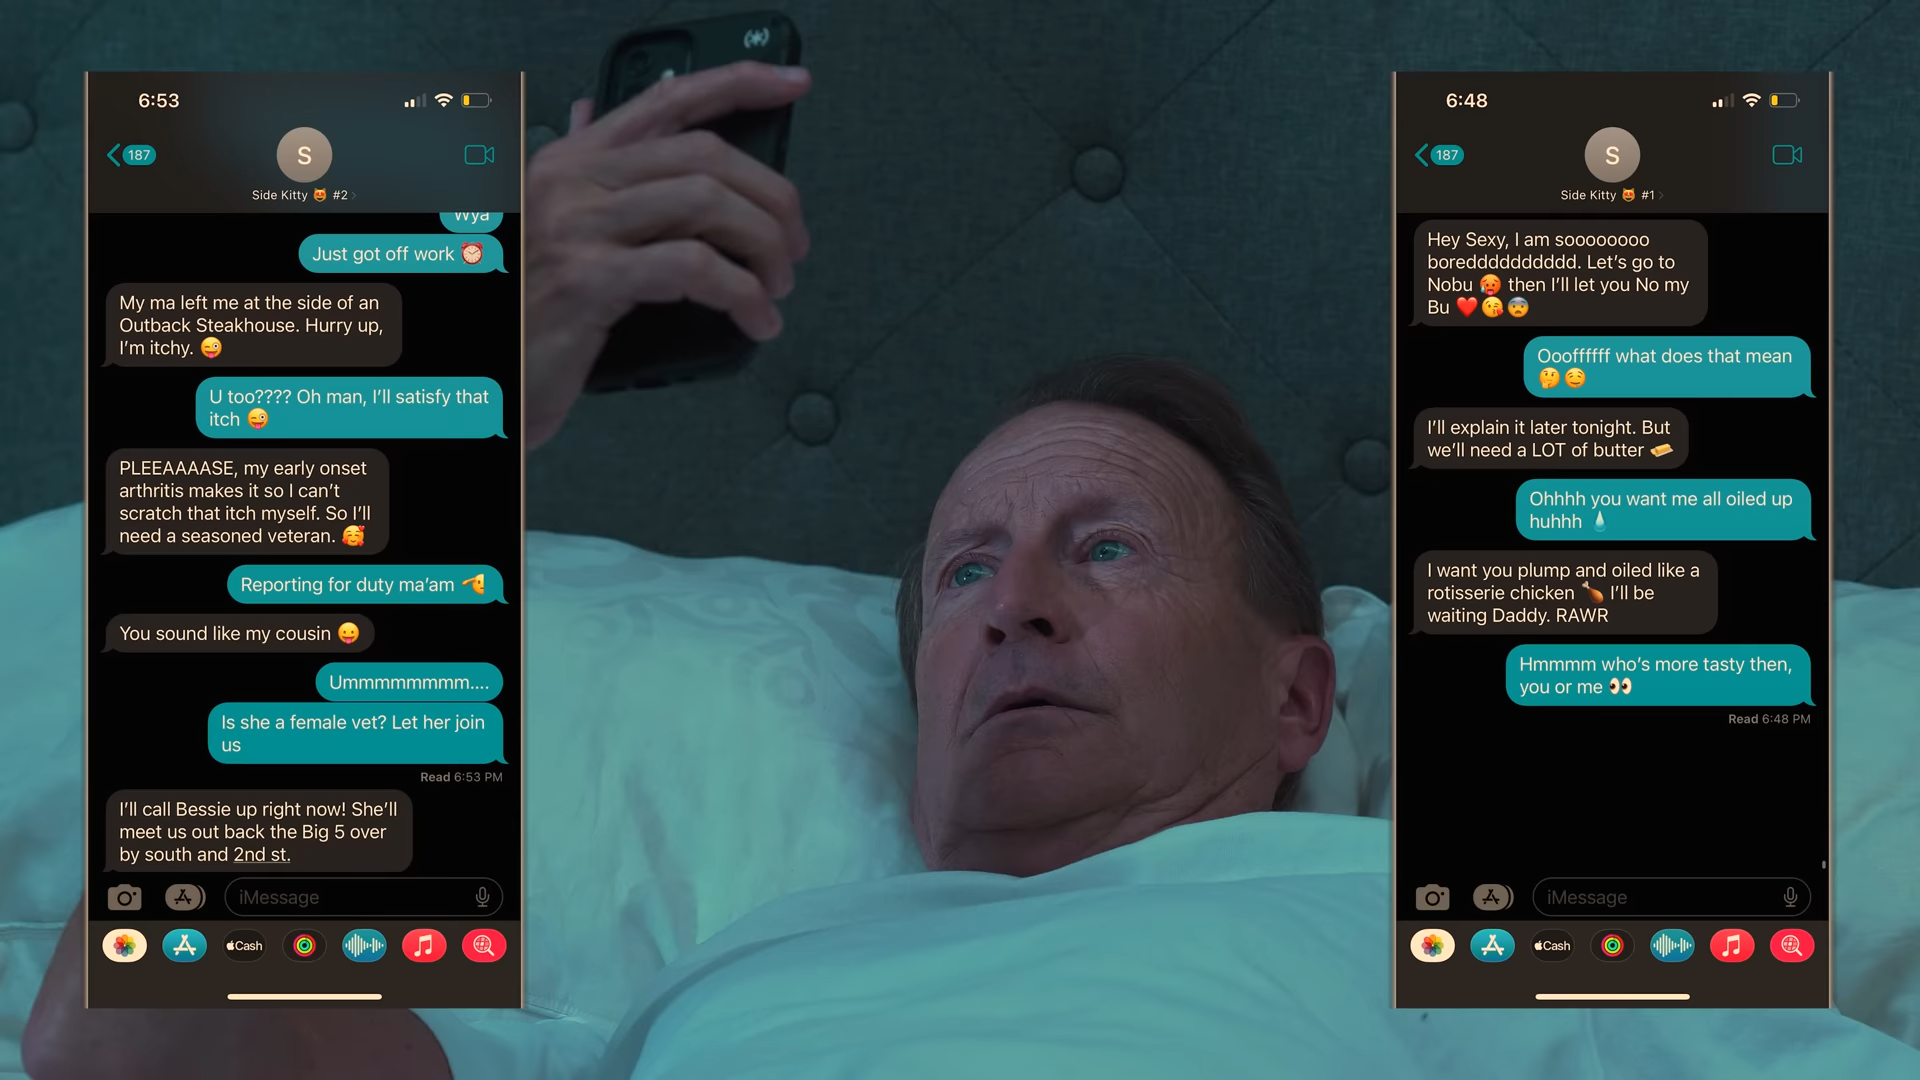 6:53
187
S
Side Kitty 😻 #2
Wya
Just got off work ⏰
My ma left me at the side of an
Outback Steakhouse. Hurry up,
I'm itchy. 😜
U too???? Oh man, I'll satisfy that
itch 😜
PLEEAAAASE, my early onset
arthritis makes it so I can't
scratch that itch myself. So I'll
need a seasoned veteran. 🥰
Reporting for duty ma'am 🫡
You sound like my cousin 😛
Ummmmmmmm....
Is she a female vet? Let her join
us
Read 6:53 PM
I'll call Bessie up right now! She'll
meet us out back the Big 5 over
by south and 2nd st.
iMessage
Cash
6:48
187
S
Side Kitty 😻 #1
Hey Sexy, I am soooooooo
boredddddddddd. Let's go to
Nobu 🥵 then I'll let you No my
Bu ❤️😘😨
Ooofffffff what does that mean
🤔🤤
I'll explain it later tonight. But
we'll need a LOT of butter 🧈
Ohhhh you want me all oiled up
huhhh 💧
I want you plump and oiled like a
rotisserie chicken 🍗 I'll be
waiting Daddy. RAWR
Hmmmm who's more tasty then,
you or me 👀
Read 6:48 PM
iMessage
Cash